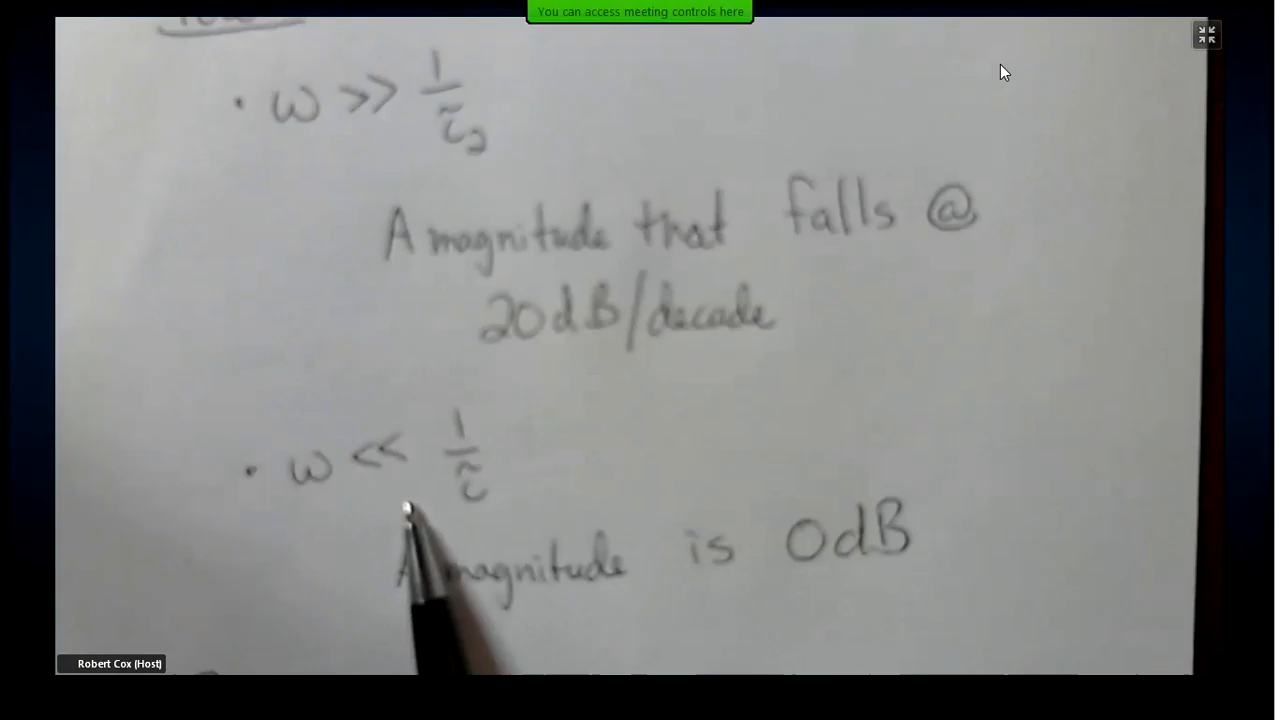 You can access meeting controls here
• ω >> 1/τ₂
A magnitude that falls @
20dB/decade
• ω << 1/τ
A magnitude is 0dB
Robert Cox (Host)